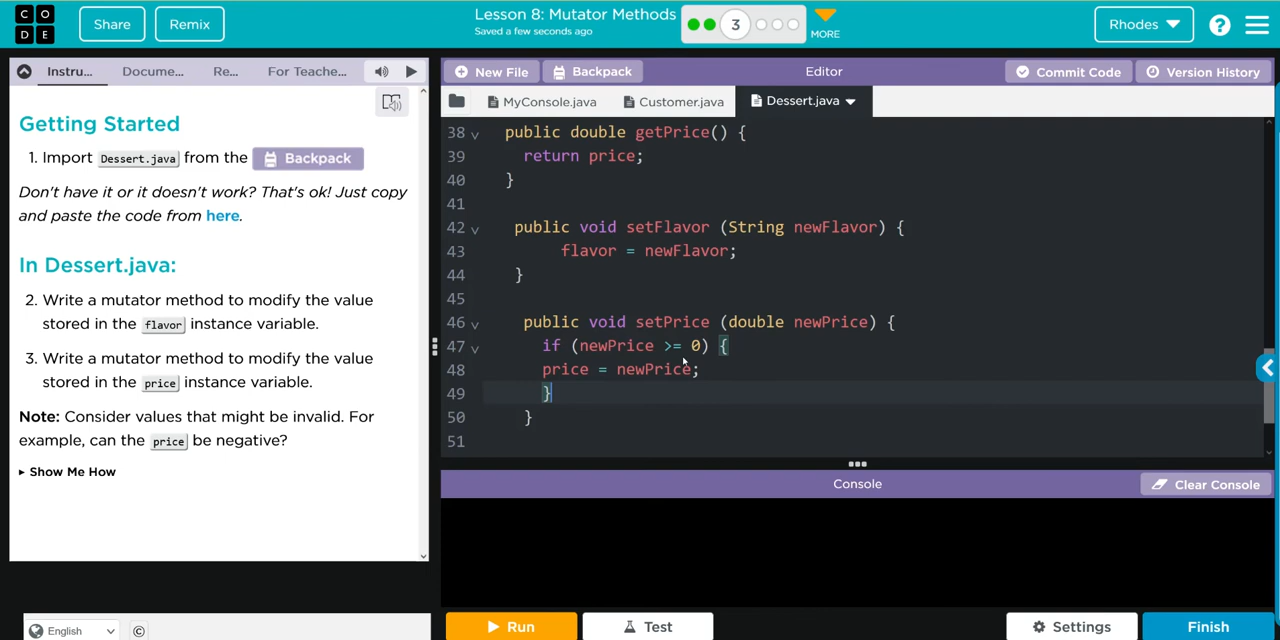 CO
DE
Share
Remix
Lesson 8: Mutator Methods
Saved a few seconds ago
3
MORE
Rhodes
?
Instru...
Docume...
Re...
For Teache...
New File
Backpack
Editor
Commit Code
Version History
MyConsole.java
Customer.java
Dessert.java
Getting Started
1. Import Dessert.java from the Backpack
Don't have it or it doesn't work? That's ok! Just copy
and paste the code from here.
In Dessert.java:
2. Write a mutator method to modify the value
stored in the flavor instance variable.
3. Write a mutator method to modify the value
stored in the price instance variable.
Note: Consider values that might be invalid. For
example, can the price be negative?
Show Me How
38 public double getPrice() {
39 return price;
40 }
41
42 public void setFlavor (String newFlavor) {
43 flavor = newFlavor;
44 }
45
46 public void setPrice (double newPrice) {
47 if (newPrice >= 0) {
48 price = newPrice;
49 }
50 }
51
Console
Clear Console
English
©
Run
Test
Settings
Finish